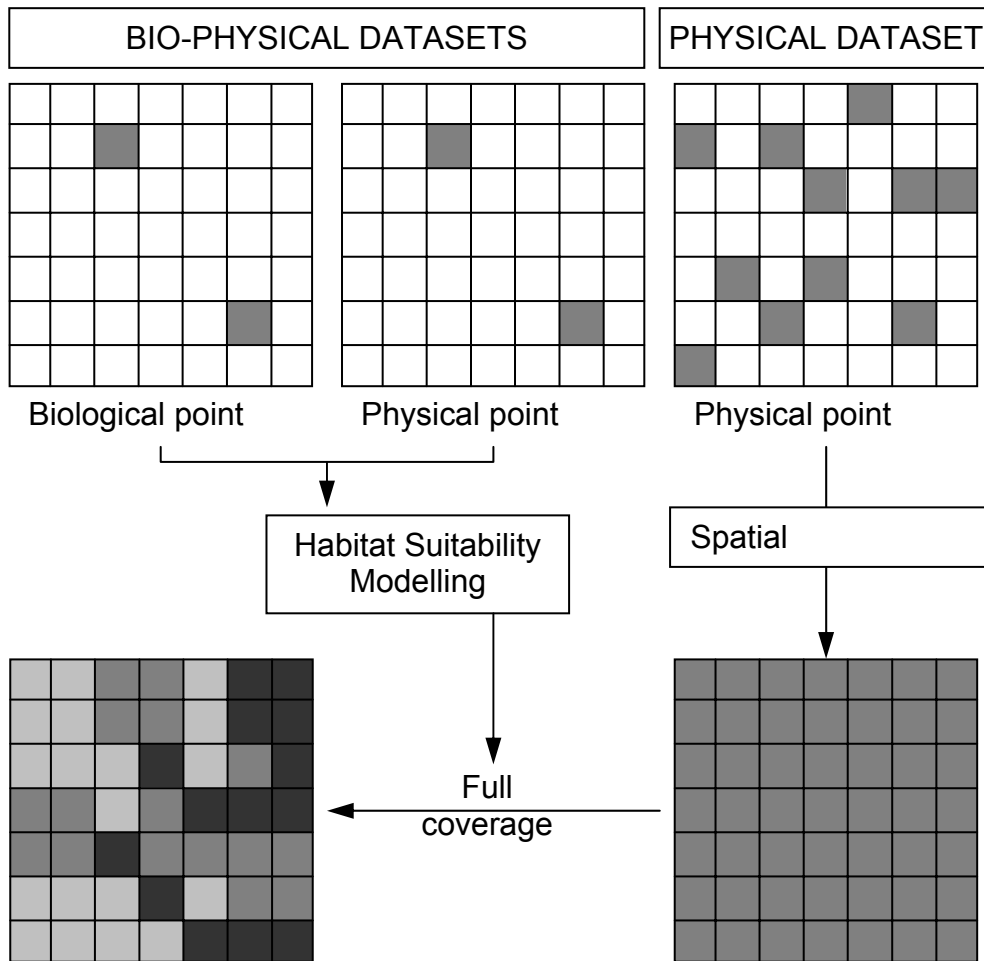 BIO-PHYSICAL DATASETS
PHYSICAL DATASET
Biological point
Physical point
Physical point
Habitat Suitability
Modelling
Spatial
Full
coverage